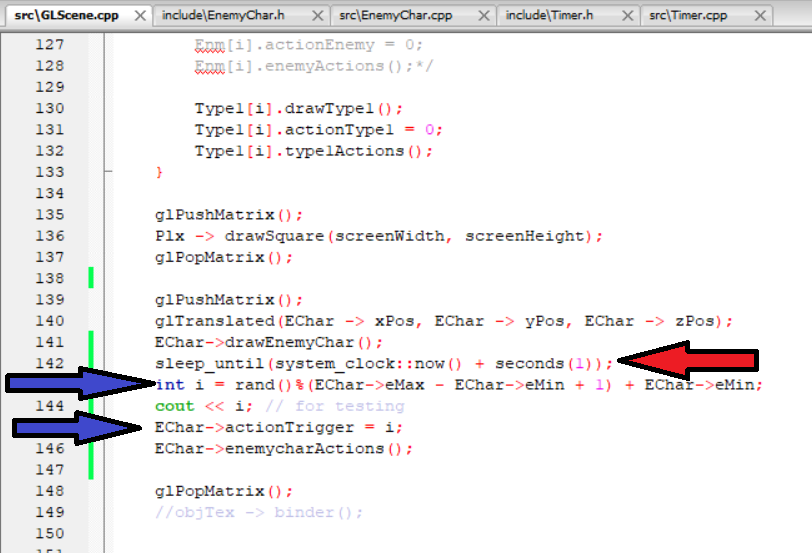 src\GLScene.cpp × include\EnemyChar.h × src\EnemyChar.cpp × include\Timer.h × src\Timer.cpp ×
127 Enm[i].actionEnemy = 0;
128 Enm[i].enemyActions();*/
129
130 Type1[i].drawType1();
131 Type1[i].actionType1 = 0;
132 Type1[i].type1Actions();
133 }
134
135 glPushMatrix();
136 Plx -> drawSquare(screenWidth, screenHeight);
137 glPopMatrix();
138
139 glPushMatrix();
140 glTranslated(EChar -> xPos, EChar -> yPos, EChar -> zPos);
141 EChar->drawEnemyChar();
142 sleep_until(system_clock::now() + seconds(1));
int i = rand()%(EChar->eMax - EChar->eMin + 1) + EChar->eMin;
144 cout << i; // for testing
EChar->actionTrigger = i;
146 EChar->enemycharActions();
147
148 glPopMatrix();
149 //objTex -> binder();
150